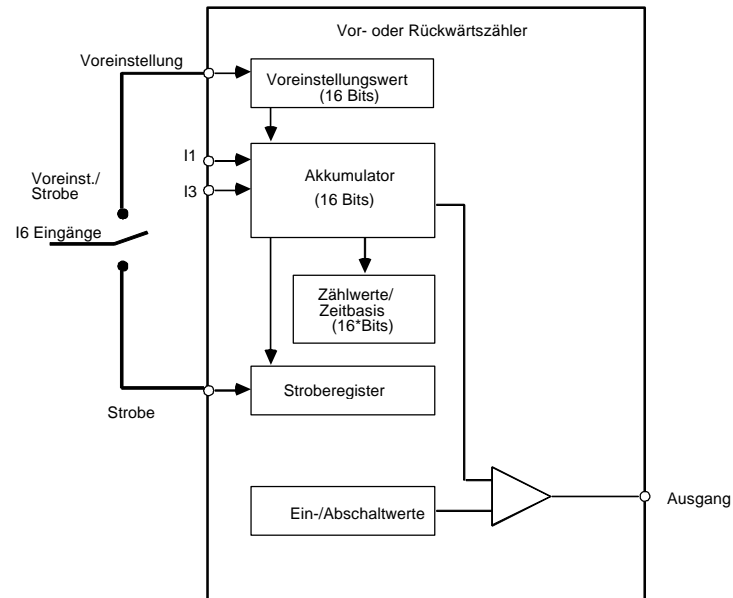 Vor- oder Rückwärtszähler
Voreinstellung
Voreinstellungswert
(16 Bits)
I1
I3
Akkumulator
(16 Bits)
Voreinst./
Strobe
I6 Eingänge
Zählwerte/
Zeitbasis
(16*Bits)
Stroberegister
Strobe
Ein-/Abschaltwerte
Ausgang